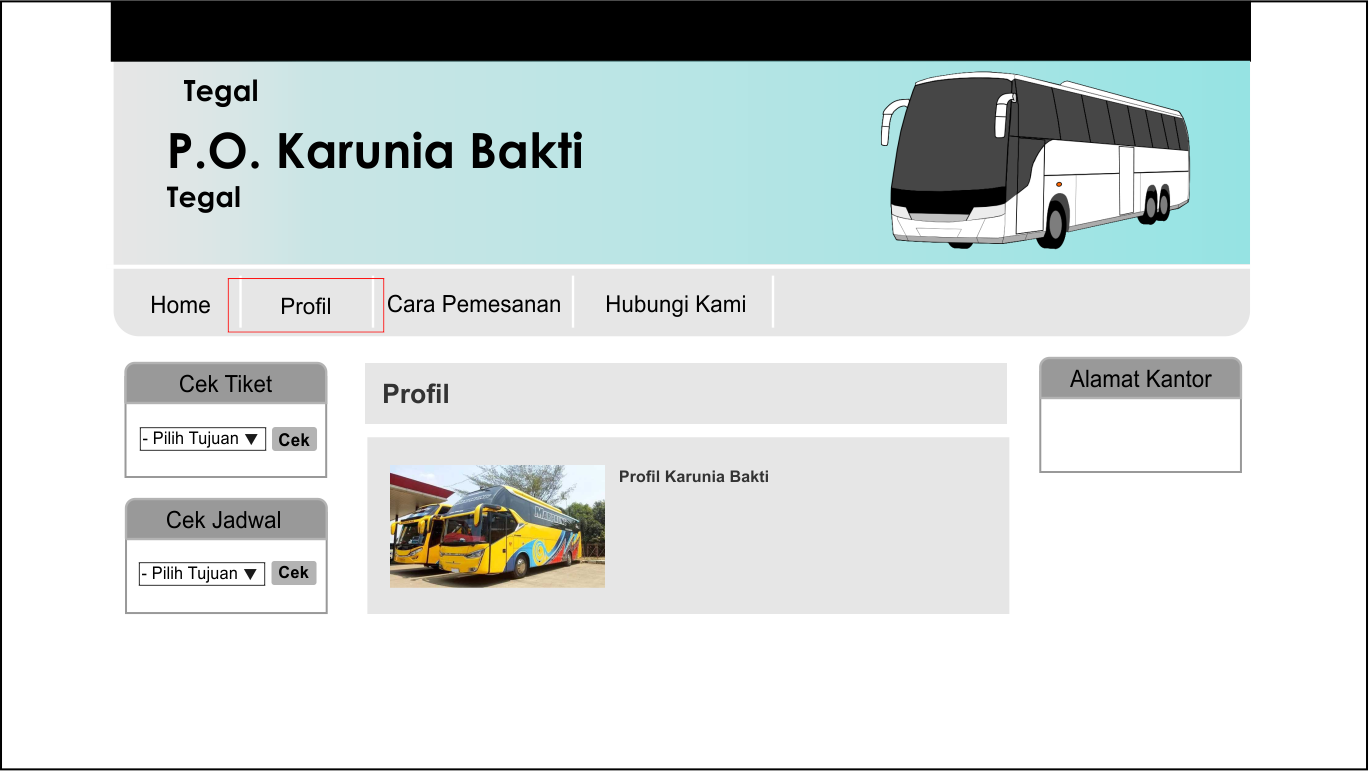 Tegal
P.O. Karunia Bakti
Tegal
Home
Profil
Cara Pemesanan
Hubungi Kami
Cek Tiket
- Pilih Tujuan ▼
Cek
Cek Jadwal
- Pilih Tujuan ▼
Cek
Profil
Profil Karunia Bakti
Alamat Kantor